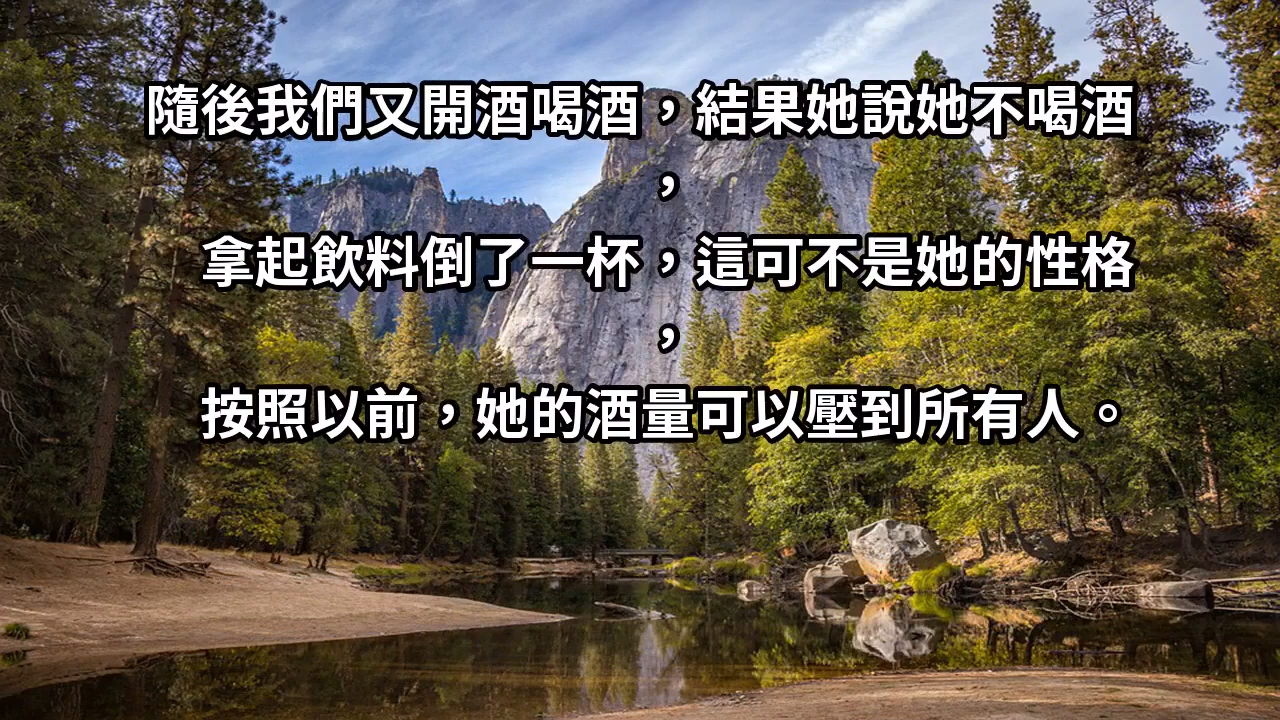 隨後我們又開酒喝酒，結果她說她不喝酒
，
拿起飲料倒了一杯，這可不是她的性格
，
按照以前，她的酒量可以壓到所有人。